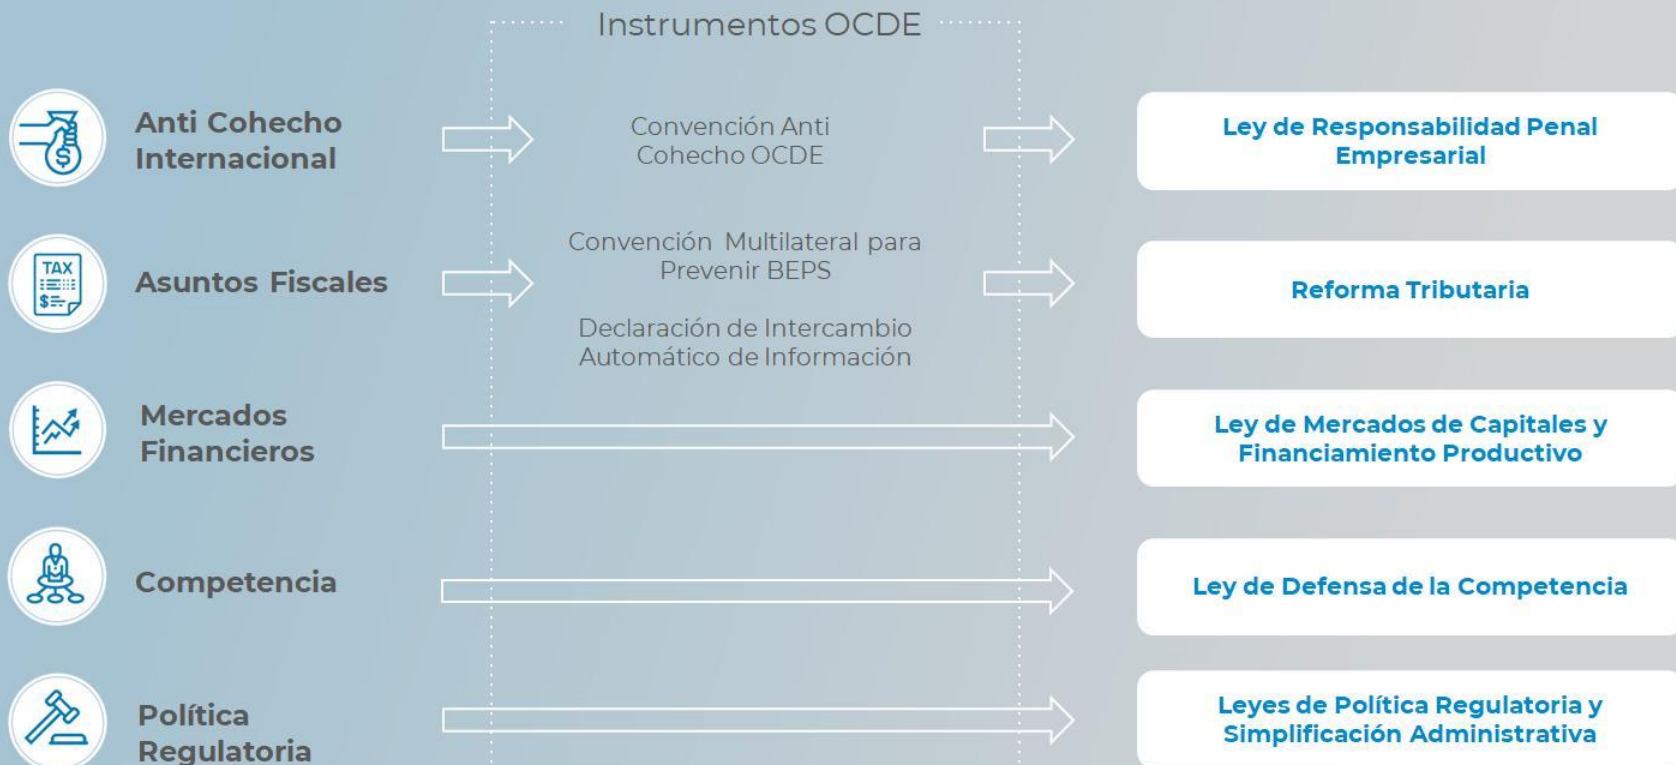 Instrumentos OCDE
Anti Cohecho
Internacional
Convención Anti
Cohecho OCDE
Ley de Responsabilidad Penal
Empresarial
TAX
$
Asuntos Fiscales
Convención Multilateral para
Prevenir BEPS
Declaración de Intercambio
Automático de Información
Reforma Tributaria
Mercados
Financieros
Ley de Mercados de Capitales y
Financiamiento Productivo
Competencia
Ley de Defensa de la Competencia
Política
Regulatoria
Leyes de Política Regulatoria y
Simplificación Administrativa